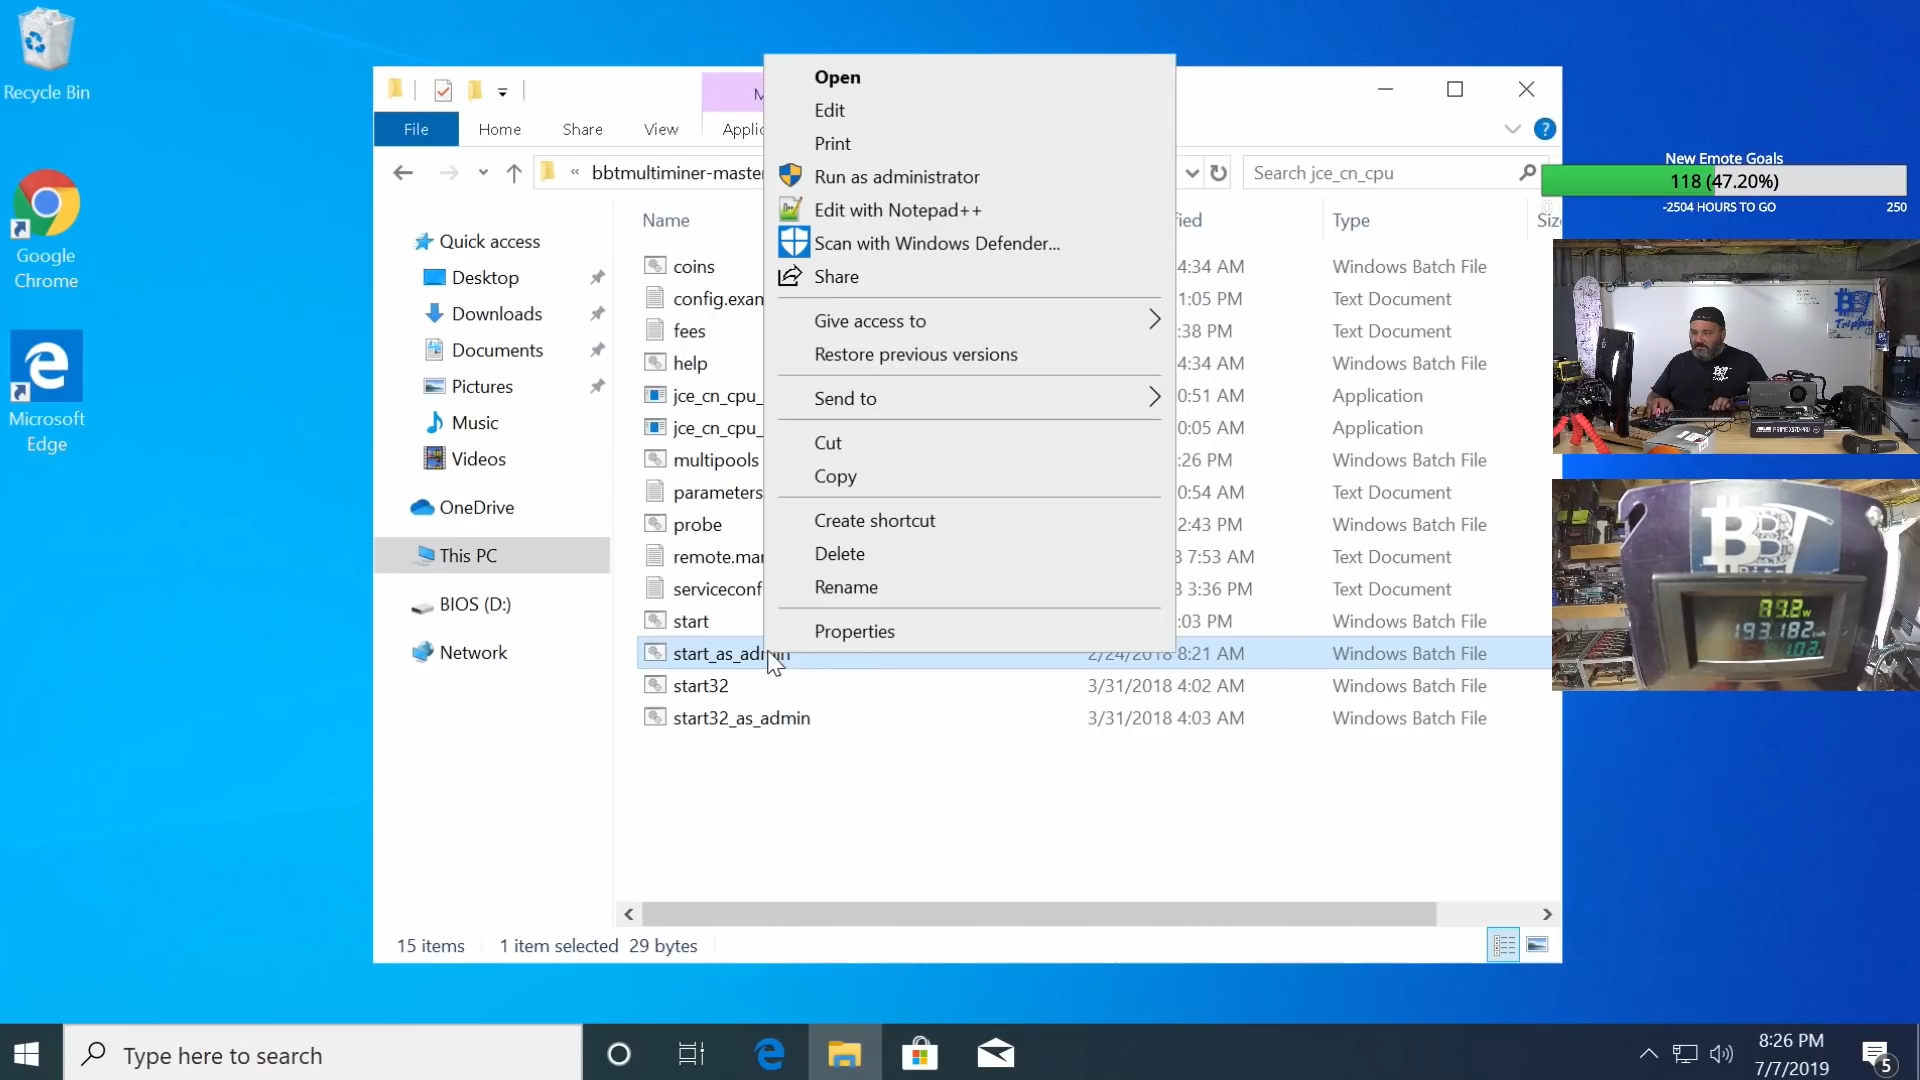 Recycle Bin
Google
Chrome
Microsoft
Edge
File
Home
Share
View
bbtmultiminer-master
Search jce_cn_cpu
Quick access
Desktop
Downloads
Documents
Pictures
Music
Videos
OneDrive
This PC
BIOS (D:)
Network
Name
Type
coins
4:34 AM
Windows Batch File
config.exam
1:05 PM
Text Document
fees
:38 PM
Text Document
help
4:34 AM
Windows Batch File
jce_cn_cpu_
0:51 AM
Application
jce_cn_cpu_
0:05 AM
Application
multipools
:26 PM
Windows Batch File
parameters
0:54 AM
Text Document
probe
2:43 PM
Windows Batch File
remote.mar
7:53 AM
Text Document
serviceconf
3:36 PM
Text Document
start
:03 PM
Windows Batch File
start_as_admin
2/24/2018 8:21 AM
Windows Batch File
start32
3/31/2018 4:02 AM
Windows Batch File
start32_as_admin
3/31/2018 4:03 AM
Windows Batch File
15 items
1 item selected 29 bytes
Open
Edit
Print
Run as administrator
Edit with Notepad++
Scan with Windows Defender...
Share
Give access to
Restore previous versions
Send to
Cut
Copy
Create shortcut
Delete
Rename
Properties
New Emote Goals
118 (47.20%)
-2504 HOURS TO GO
250
Type here to search
8:26 PM
7/7/2019
5